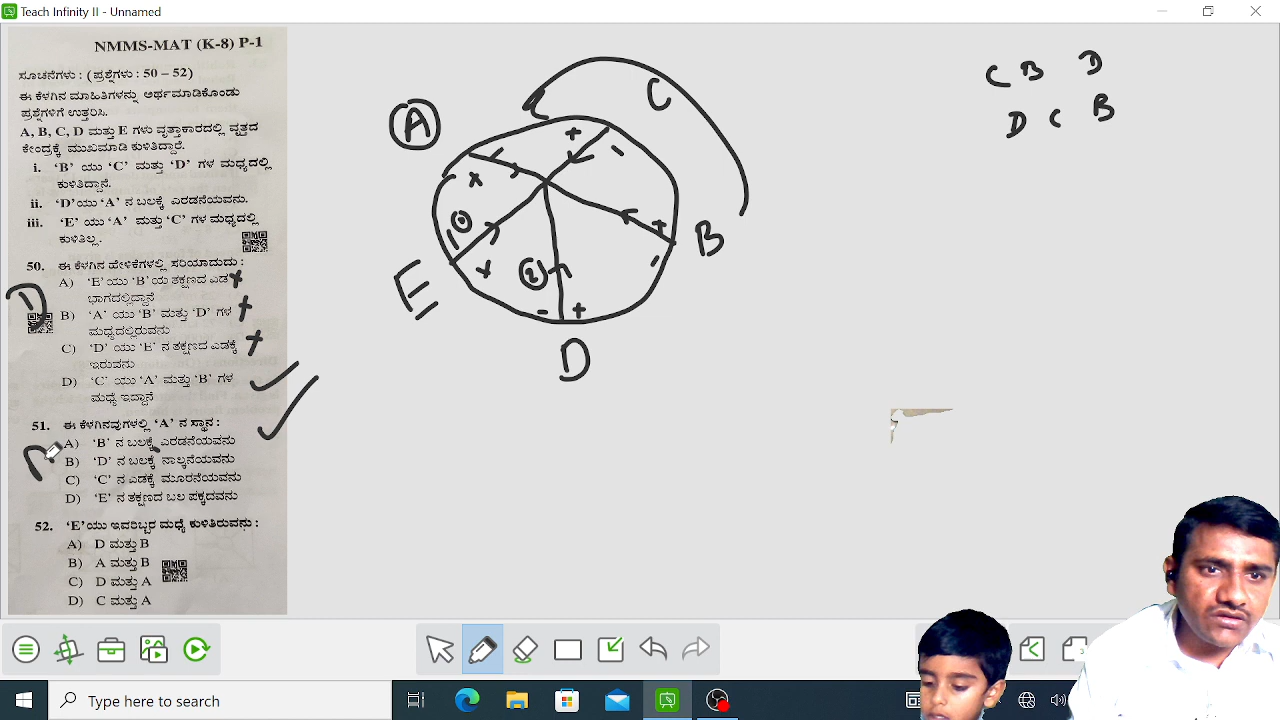 Teach Infinity II - Unnamed
NMMS-MAT (K-8) P-1
ಸೂಚನೆಗಳು : (ಪ್ರಶ್ನೆಗಳು : 50 – 52)
ಈ ಕೆಳಗಿನ ಮಾಹಿತಿಗಳನ್ನು ಅರ್ಥಮಾಡಿಕೊಂಡು
ಪ್ರಶ್ನೆಗಳಿಗೆ ಉತ್ತರಿಸಿ.
A, B, C, D ಮತ್ತು E ಗಳು ವೃತ್ತಾಕಾರದಲ್ಲಿ ವೃತ್ತದ
ಕೇಂದ್ರಕ್ಕೆ ಮುಖಮಾಡಿ ಕುಳಿತಿದ್ದಾರೆ.
i. 'B' ಯು 'C' ಮತ್ತು 'D' ಗಳ ಮಧ್ಯದಲ್ಲಿ
ಕುಳಿತಿದ್ದಾನೆ.
ii. 'D'ಯು 'A' ನ ಬಲಕ್ಕೆ ಎರಡನೆಯವನು.
iii. 'E' ಯು 'A' ಮತ್ತು 'C' ಗಳ ಮಧ್ಯದಲ್ಲಿ
ಕುಳಿತಿಲ್ಲ.
50. ಈ ಕೆಳಗಿನ ಹೇಳಿಕೆಗಳಲ್ಲಿ ಸರಿಯಾದುದು :
A) 'E' ಯು 'B'ಯ ತಕ್ಷಣದ ಎಡ
ಭಾಗದಲ್ಲಿದ್ದಾನೆ
B) 'A' ಯು 'B' ಮತ್ತು 'D' ಗಳ
ಮಧ್ಯದಲ್ಲಿರುವನು
C) 'D' ಯು 'E' ನ ತಕ್ಷಣದ ಎಡಕ್ಕೆ
ಇರುವನು
D) 'C' ಯು 'A' ಮತ್ತು 'B' ಗಳ
ಮಧ್ಯೆ ಇದ್ದಾನೆ
51. ಈ ಕೆಳಗಿನವುಗಳಲ್ಲಿ 'A' ನ ಸ್ಥಾನ :
A) 'B' ನ ಬಲಕ್ಕೆ ಎರಡನೆಯವನು
B) 'D' ನ ಬಲಕ್ಕೆ ನಾಲ್ಕನೆಯವನು
C) 'C' ನ ಎಡಕ್ಕೆ ಮೂರನೆಯವನು
D) 'E' ನ ತಕ್ಷಣದ ಬಲ ಪಕ್ಕದವನು
52. 'E'ಯು ಇವರಿಬ್ಬರ ಮಧ್ಯೆ ಕುಳಿತಿರುವನು :
A) D ಮತ್ತು B
B) A ಮತ್ತು B
C) D ಮತ್ತು A
D) C ಮತ್ತು A
D
A
C
B
D
E
+ -
+ -
- +
1
2
C B D
D C B
Type here to search